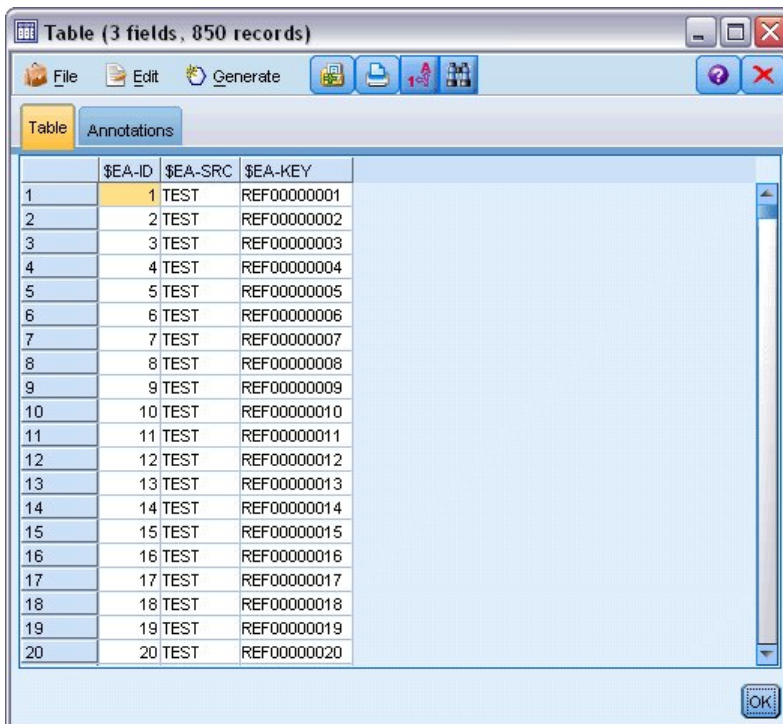 Table (3 fields, 850 records)
File Edit Generate
Table Annotations
$EA-ID $EA-SRC $EA-KEY
1 1 TEST REF00000001
2 2 TEST REF00000002
3 3 TEST REF00000003
4 4 TEST REF00000004
5 5 TEST REF00000005
6 6 TEST REF00000006
7 7 TEST REF00000007
8 8 TEST REF00000008
9 9 TEST REF00000009
10 10 TEST REF00000010
11 11 TEST REF00000011
12 12 TEST REF00000012
13 13 TEST REF00000013
14 14 TEST REF00000014
15 15 TEST REF00000015
16 16 TEST REF00000016
17 17 TEST REF00000017
18 18 TEST REF00000018
19 19 TEST REF00000019
20 20 TEST REF00000020
OK